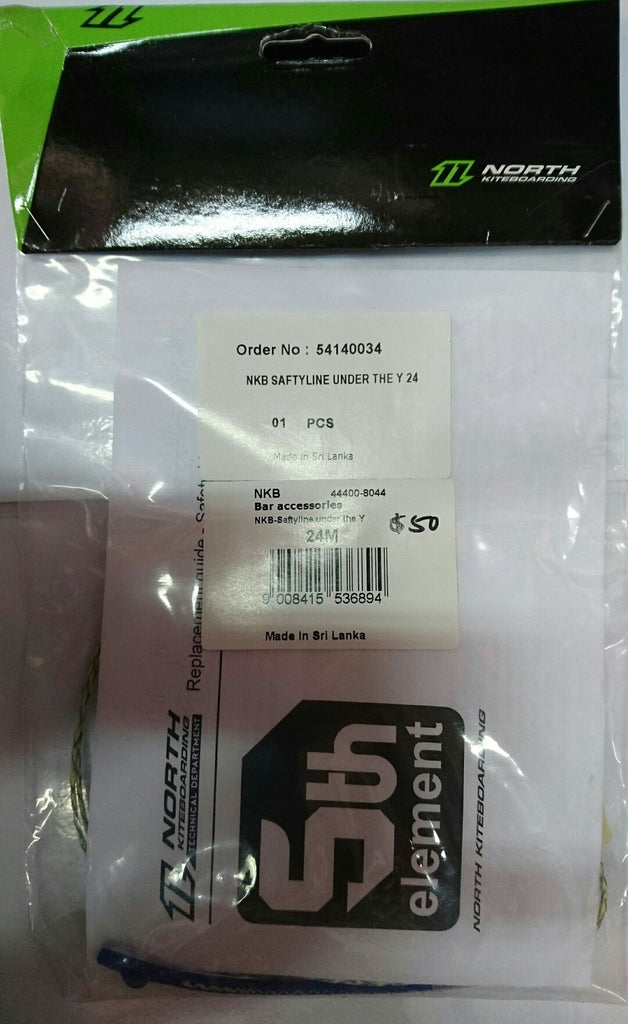 NORTH
KITEBOARDING
Order No : 54140034
NKB SAFTYLINE UNDER THE Y 24
01 PCS
Made in Sri Lanka
NKB 44400-8044
Bar accessories
NKB-Saftyline under the Y
$50
24M
9 008415 536894
Made in Sri Lanka
Replacement guide - Safety
NORTH
KITEBOARDING
TECHNICAL DEPARTMENT
5th
element
NORTH KITEBOARDING